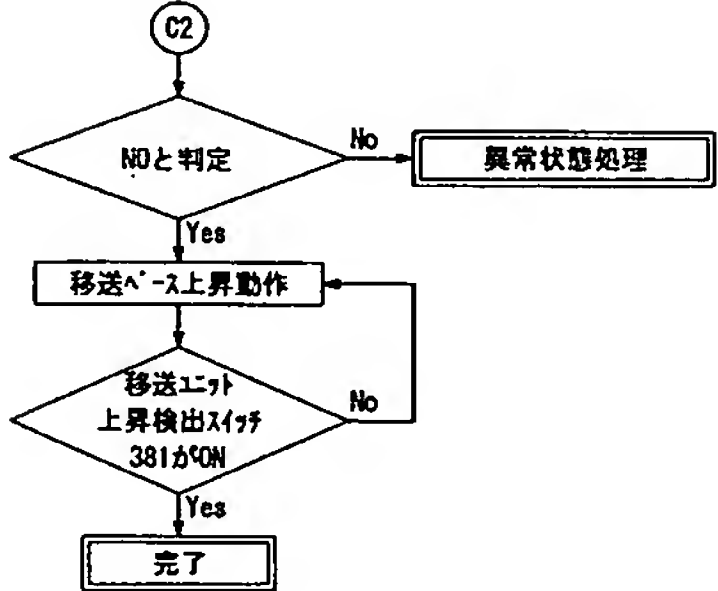 C2
NOと判定
No
異常状態処理
Yes
移送ベース上昇動作
移送ユニット
上昇検出スイッチ
381がON
No
Yes
完了